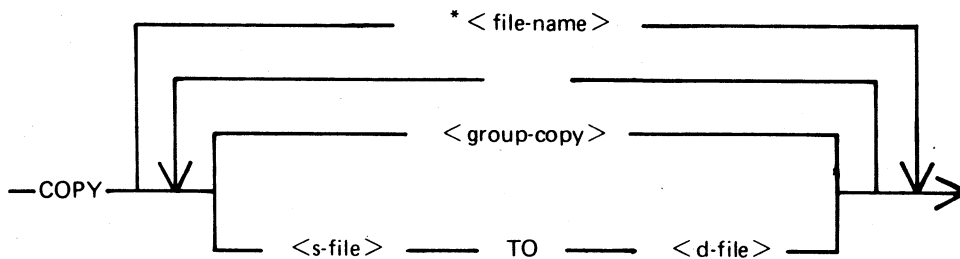 * < file-name >
< group-copy >
COPY
< s-file > TO < d-file >